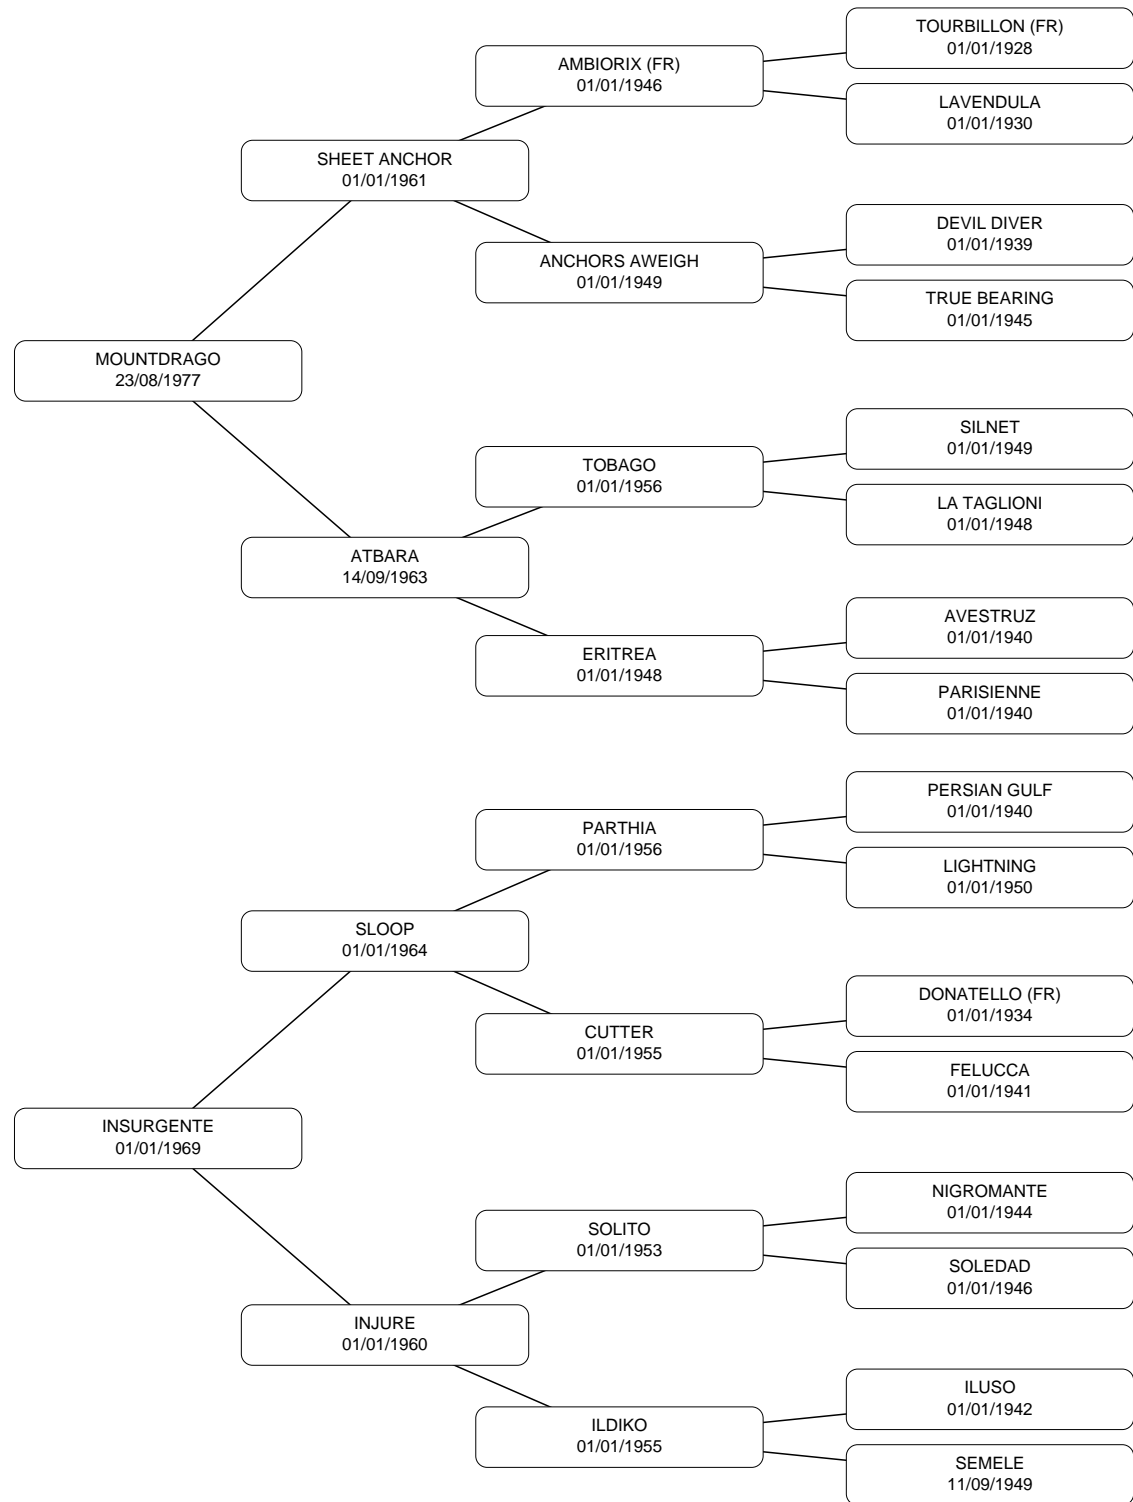 TOURBILLON (FR)
01/01/1928
AMBIORIX (FR)
01/01/1946
LAVENDULA
01/01/1930
SHEET ANCHOR
01/01/1961
DEVIL DIVER
01/01/1939
ANCHORS AWEIGH
01/01/1949
TRUE BEARING
01/01/1945
MOUNTDRAGO
23/08/1977
SILNET
01/01/1949
TOBAGO
01/01/1956
LA TAGLIONI
01/01/1948
ATBARA
14/09/1963
AVESTRUZ
01/01/1940
ERITREA
01/01/1948
PARISIENNE
01/01/1940
PERSIAN GULF
01/01/1940
PARTHIA
01/01/1956
LIGHTNING
01/01/1950
SLOOP
01/01/1964
DONATELLO (FR)
01/01/1934
CUTTER
01/01/1955
FELUCCA
01/01/1941
INSURGENTE
01/01/1969
NIGROMANTE
01/01/1944
SOLITO
01/01/1953
SOLEDAD
01/01/1946
INJURE
01/01/1960
ILUSO
01/01/1942
ILDIKO
01/01/1955
SEMELE
11/09/1949